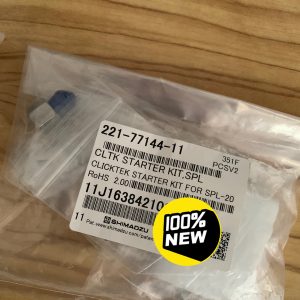 221-77144-11
351F
CLTK STARTER KIT.SPL
PCSV2
CLICKTEK STARTER KIT FOR SPL-20
RoHS 2.00
11J16384210
100%
NEW
11
SHIMADZU